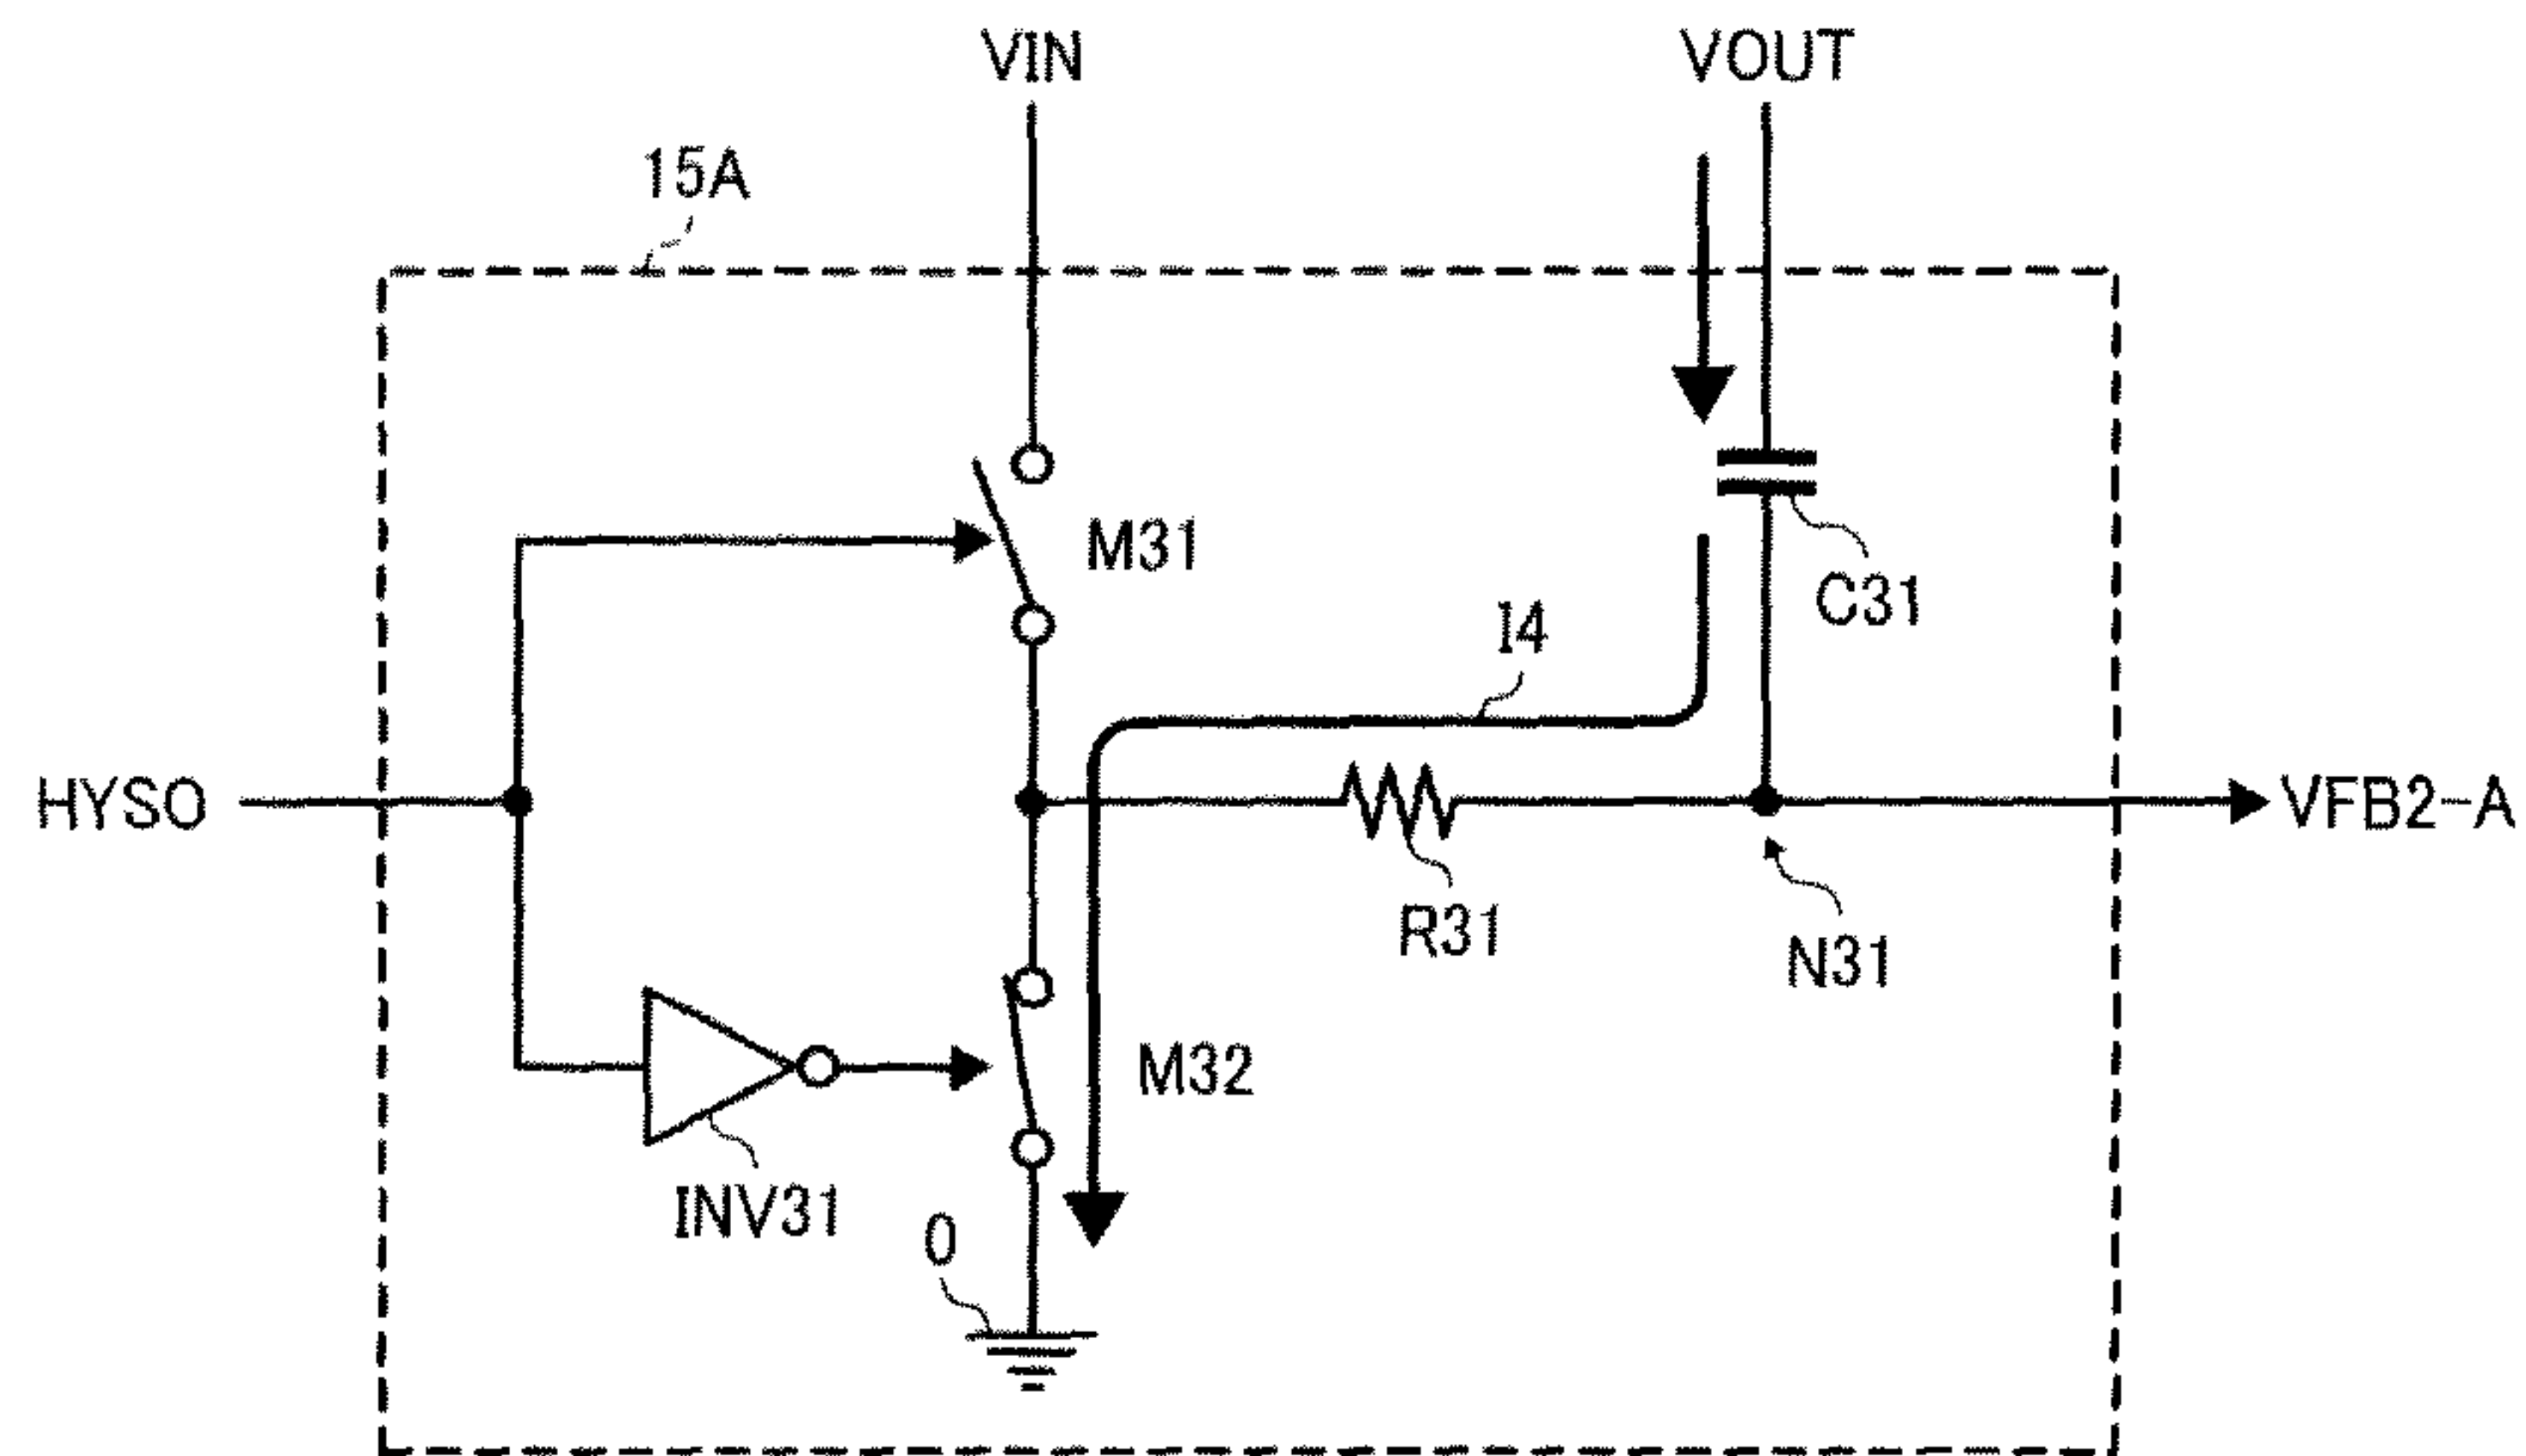 VIN
VOUT
15A
M31
C31
I4
HYSO
VFB2-A
R31
N31
M32
INV31
0